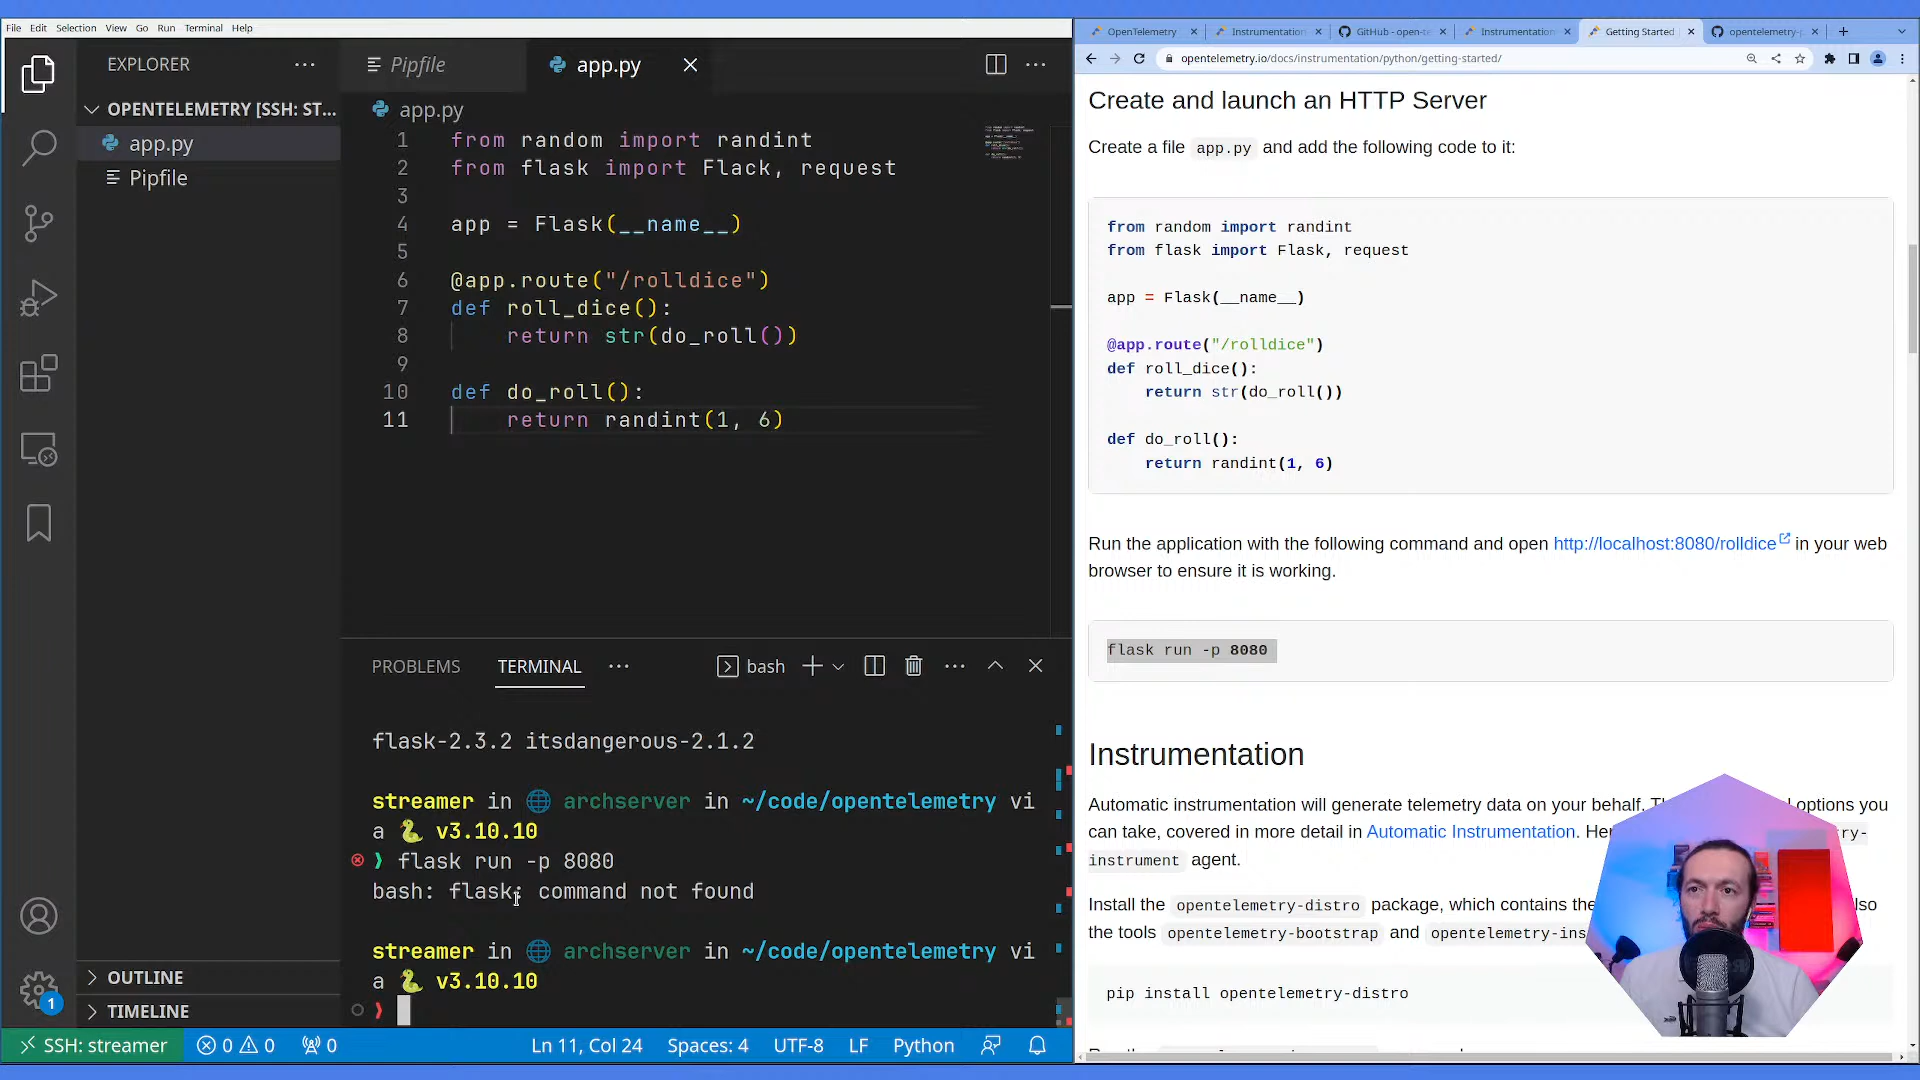 File Edit Selection View Go Run Terminal Help
EXPLORER
OPENTELEMETRY [SSH: ST...
app.py
Pipfile
OUTLINE
TIMELINE
1
Pipfile
app.py
app.py
1 from random import randint
2 from flask import Flack, request
3
4 app = Flask(__name__)
5
6 @app.route("/rolldice")
7 def roll_dice():
8 return str(do_roll())
9
10 def do_roll():
11 return randint(1, 6)
PROBLEMS TERMINAL bash
flask-2.3.2 itsdangerous-2.1.2
streamer in archserver in ~/code/opentelemetry vi
a v3.10.10
❯ flask run -p 8080
bash: flask: command not found
streamer in archserver in ~/code/opentelemetry vi
a v3.10.10
❯
SSH: streamer 0 0 0 Ln 11, Col 24 Spaces: 4 UTF-8 LF Python
OpenTelemetry Instrumentation GitHub - open-te Instrumentation Getting Started opentelemetry-
opentelemetry.io/docs/instrumentation/python/getting-started/
Create and launch an HTTP Server
Create a file app.py and add the following code to it:
from random import randint
from flask import Flask, request
app = Flask(__name__)
@app.route("/rolldice")
def roll_dice():
return str(do_roll())
def do_roll():
return randint(1, 6)
Run the application with the following command and open http://localhost:8080/rolldice in your web
browser to ensure it is working.
flask run -p 8080
Instrumentation
Automatic instrumentation will generate telemetry data on your behalf. options you
can take, covered in more detail in Automatic Instrumentation. ry-
instrument agent.
Install the opentelemetry-distro package, which contains the lso
the tools opentelemetry-bootstrap and opentelemetry-ins
pip install opentelemetry-distro